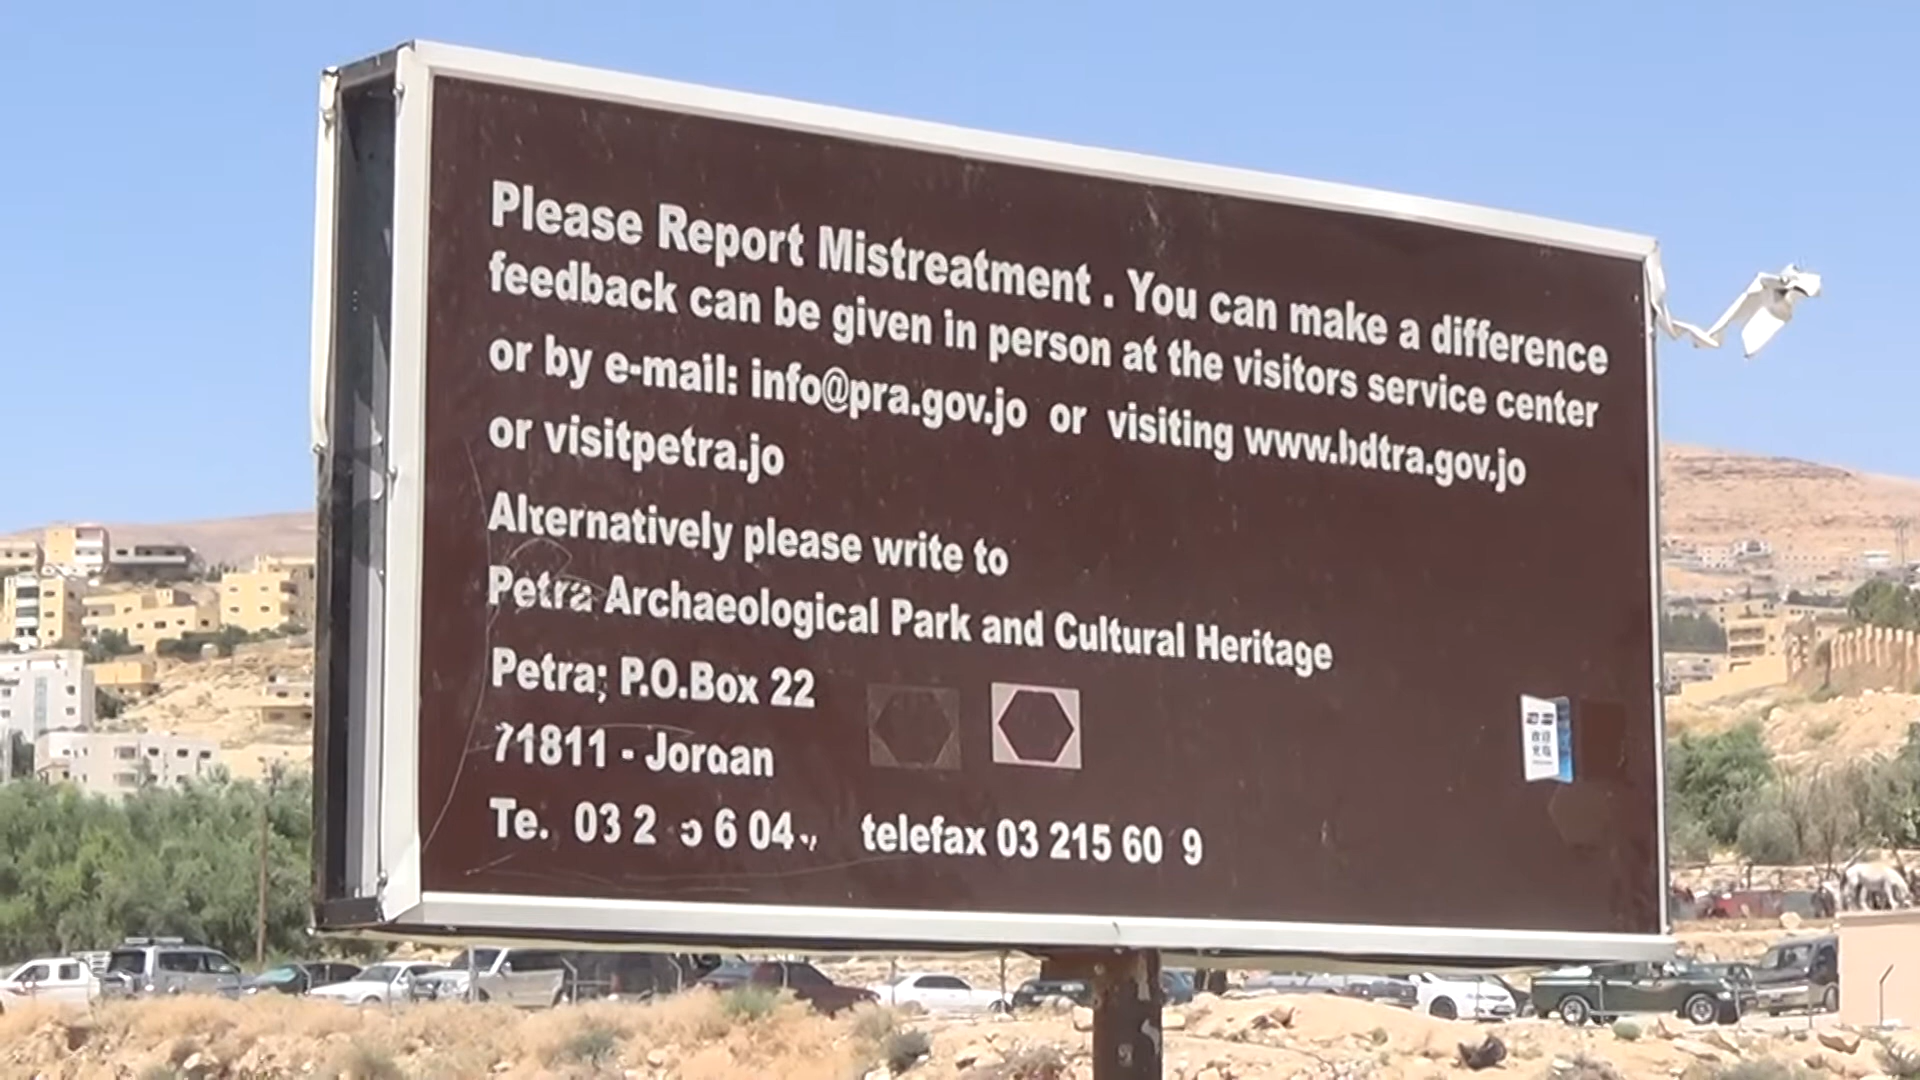 Please Report Mistreatment . You can make a difference
feedback can be given in person at the visitors service center
or by e-mail: info@pra.gov.jo or visiting www.bdtra.gov.jo
or visitpetra.jo
Alternatively please write to
Petra Archaeological Park and Cultural Heritage
Petra; P.O.Box 22
71811 - Jordan
Te. 03 2 5 6 04 telefax 03 215 60 9